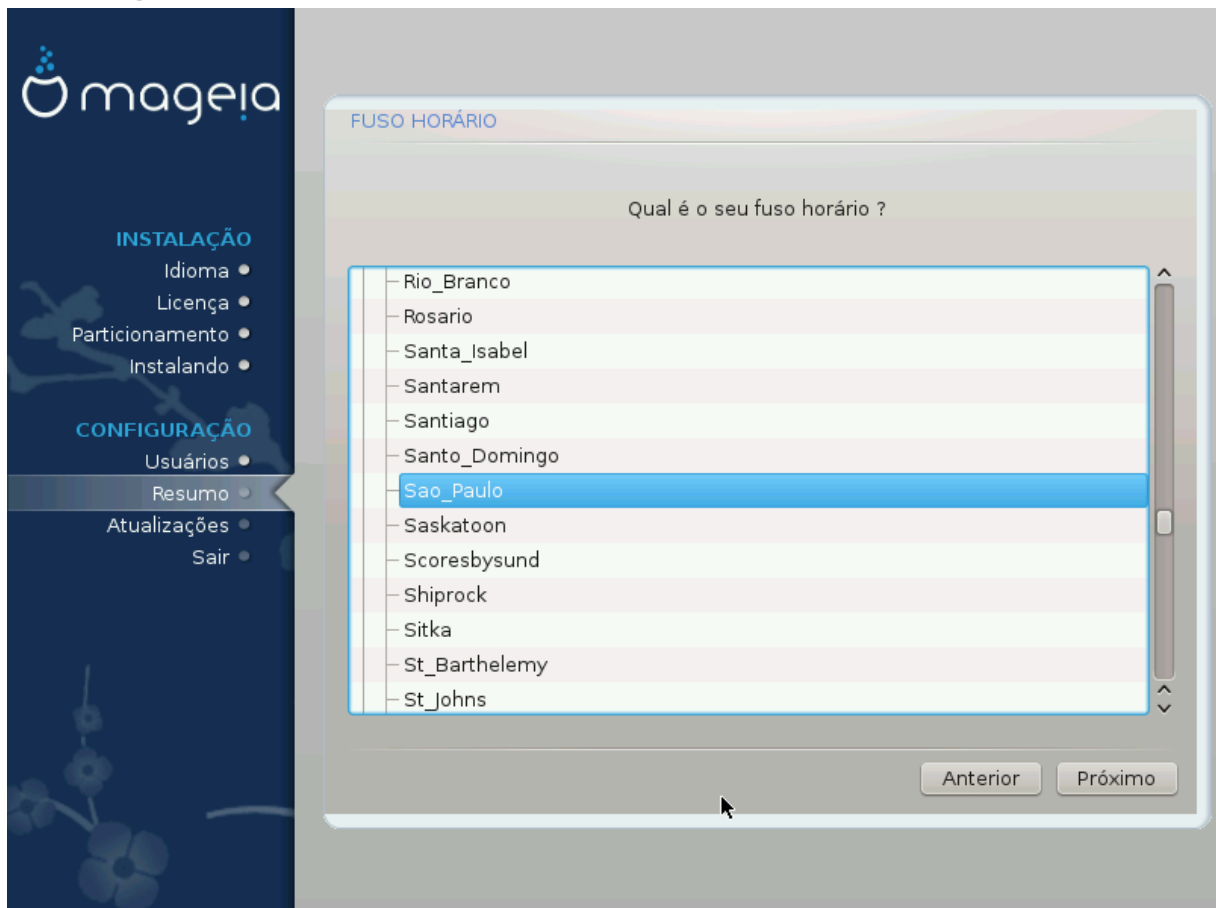 mageia
INSTALAÇÃO
Idioma
Licença
Particionamento
Instalando
CONFIGURAÇÃO
Usuários
Resumo
Atualizações
Sair
FUSO HORÁRIO
Qual é o seu fuso horário ?
Rio_Branco
Rosario
Santa_Isabel
Santarem
Santiago
Santo_Domingo
Sao_Paulo
Saskatoon
Scoresbysund
Shiprock
Sitka
St_Barthelemy
St_Johns
Anterior Próximo